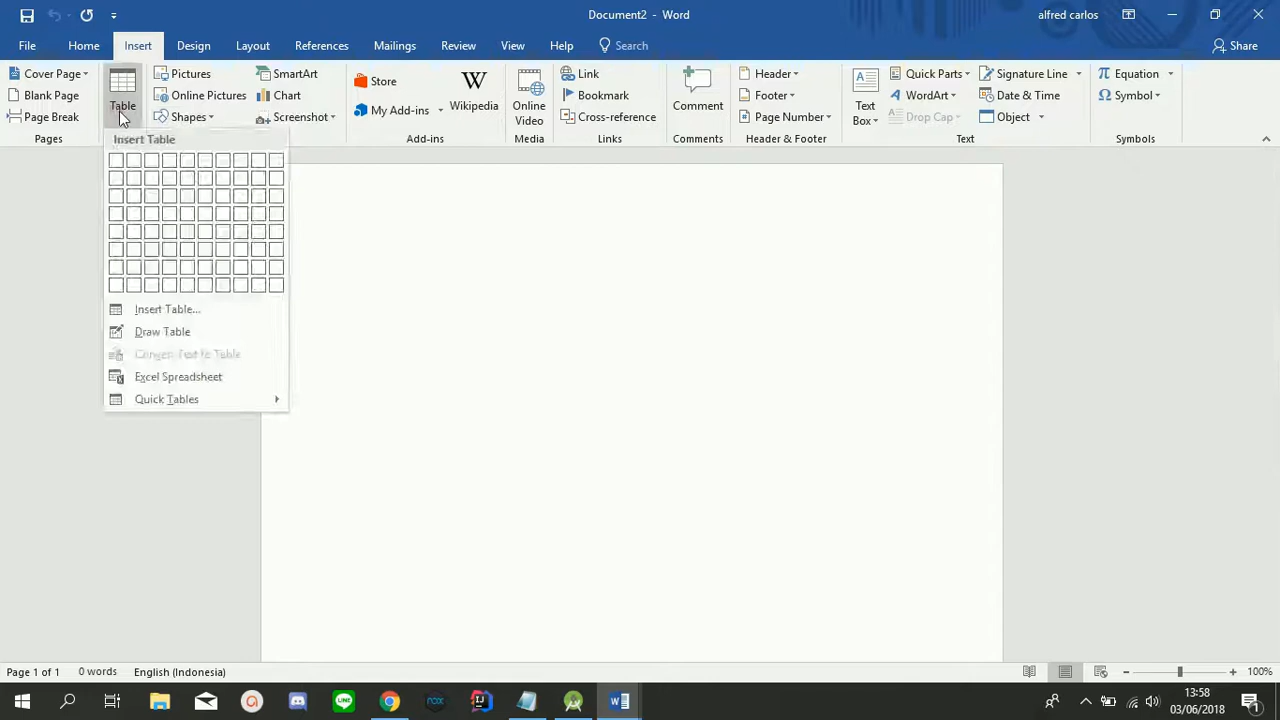 Document2 - Word
alfred carlos
File Home Insert Design Layout References Mailings Review View Help Search Share
Cover Page
Blank Page
Page Break
Pages
Table
Pictures
Online Pictures
Shapes
SmartArt
Chart
Screenshot
Store
My Add-ins
Wikipedia
Add-ins
Online
Video
Media
Link
Bookmark
Cross-reference
Links
Comment
Comments
Header
Footer
Page Number
Header & Footer
Text
Box
Quick Parts
WordArt
Drop Cap
Signature Line
Date & Time
Object
Text
Equation
Symbol
Symbols
Insert Table
Insert Table...
Draw Table
Convert Text to Table
Excel Spreadsheet
Quick Tables
Page 1 of 1 0 words English (Indonesia) 100%
nox
13:58
03/06/2018